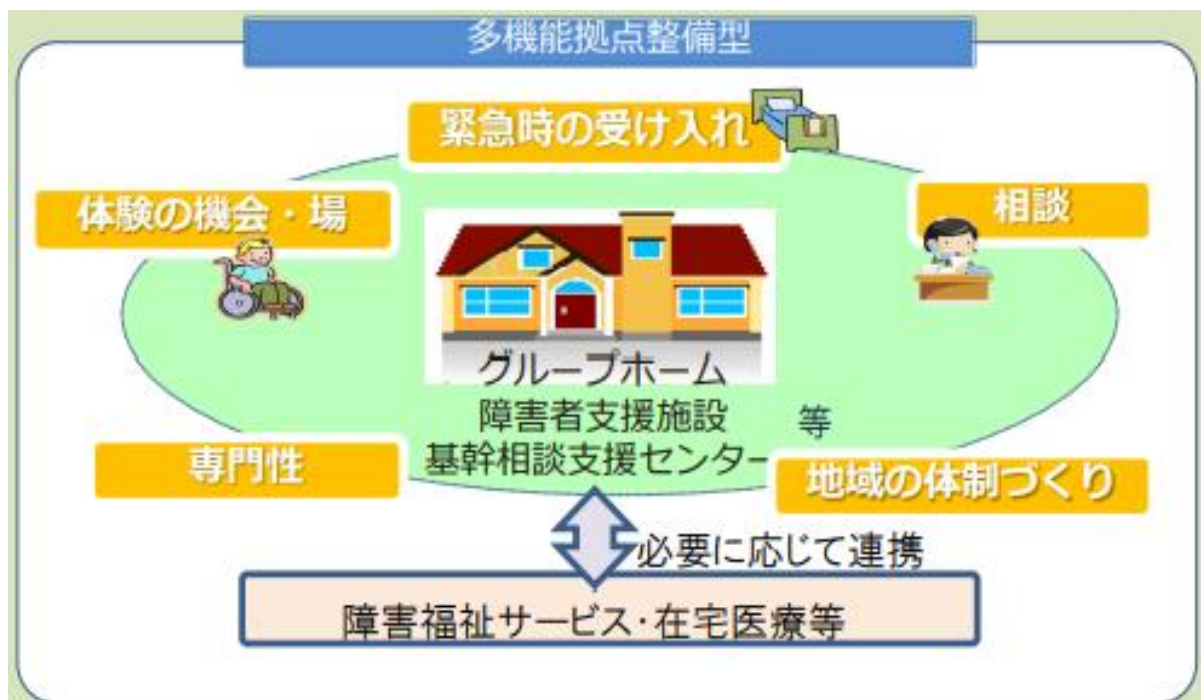 多機能拠点整備型
緊急時の受け入れ
体験の機会・場
相談
グループホーム
障害者支援施設 等
基幹相談支援センター
専門性
地域の体制づくり
必要に応じて連携
障害福祉サービス・在宅医療等